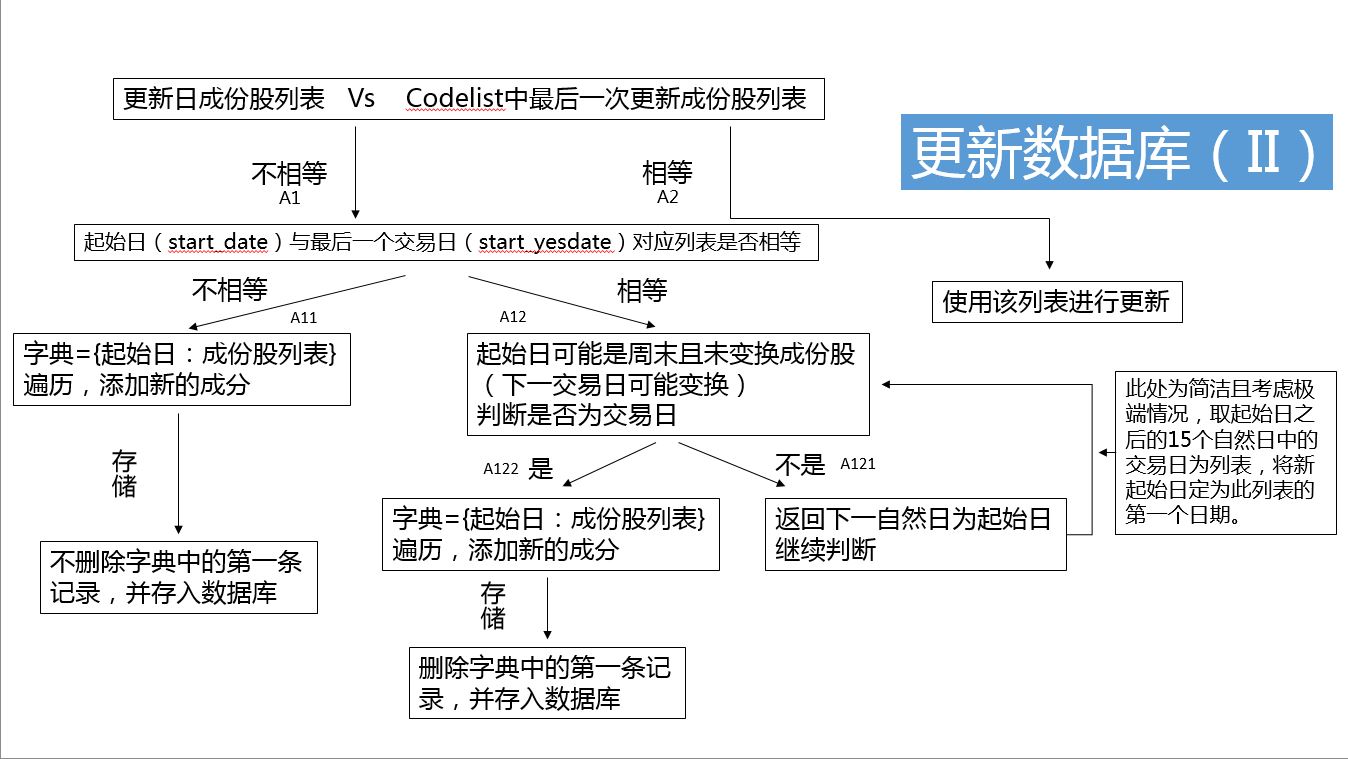 更新日成份股列表 Vs Codelist中最后一次更新成份股列表
更新数据库（II）
不相等
A1
相等
A2
起始日（start_date）与最后一个交易日（start_yesdate）对应列表是否相等
使用该列表进行更新
不相等
A11
A12
相等
字典={起始日：成份股列表}
遍历，添加新的成分
起始日可能是周末且未变换成份股
（下一交易日可能变换）
判断是否为交易日
此处为简洁且考虑极
端情况，取起始日之
后的15个自然日中的
交易日为列表，将新
起始日定为此列表的
第一个日期。
存
储
A122 是
不是 A121
字典={起始日：成份股列表}
遍历，添加新的成分
返回下一自然日为起始日
继续判断
不删除字典中的第一条
记录，并存入数据库
存
储
删除字典中的第一条记
录，并存入数据库